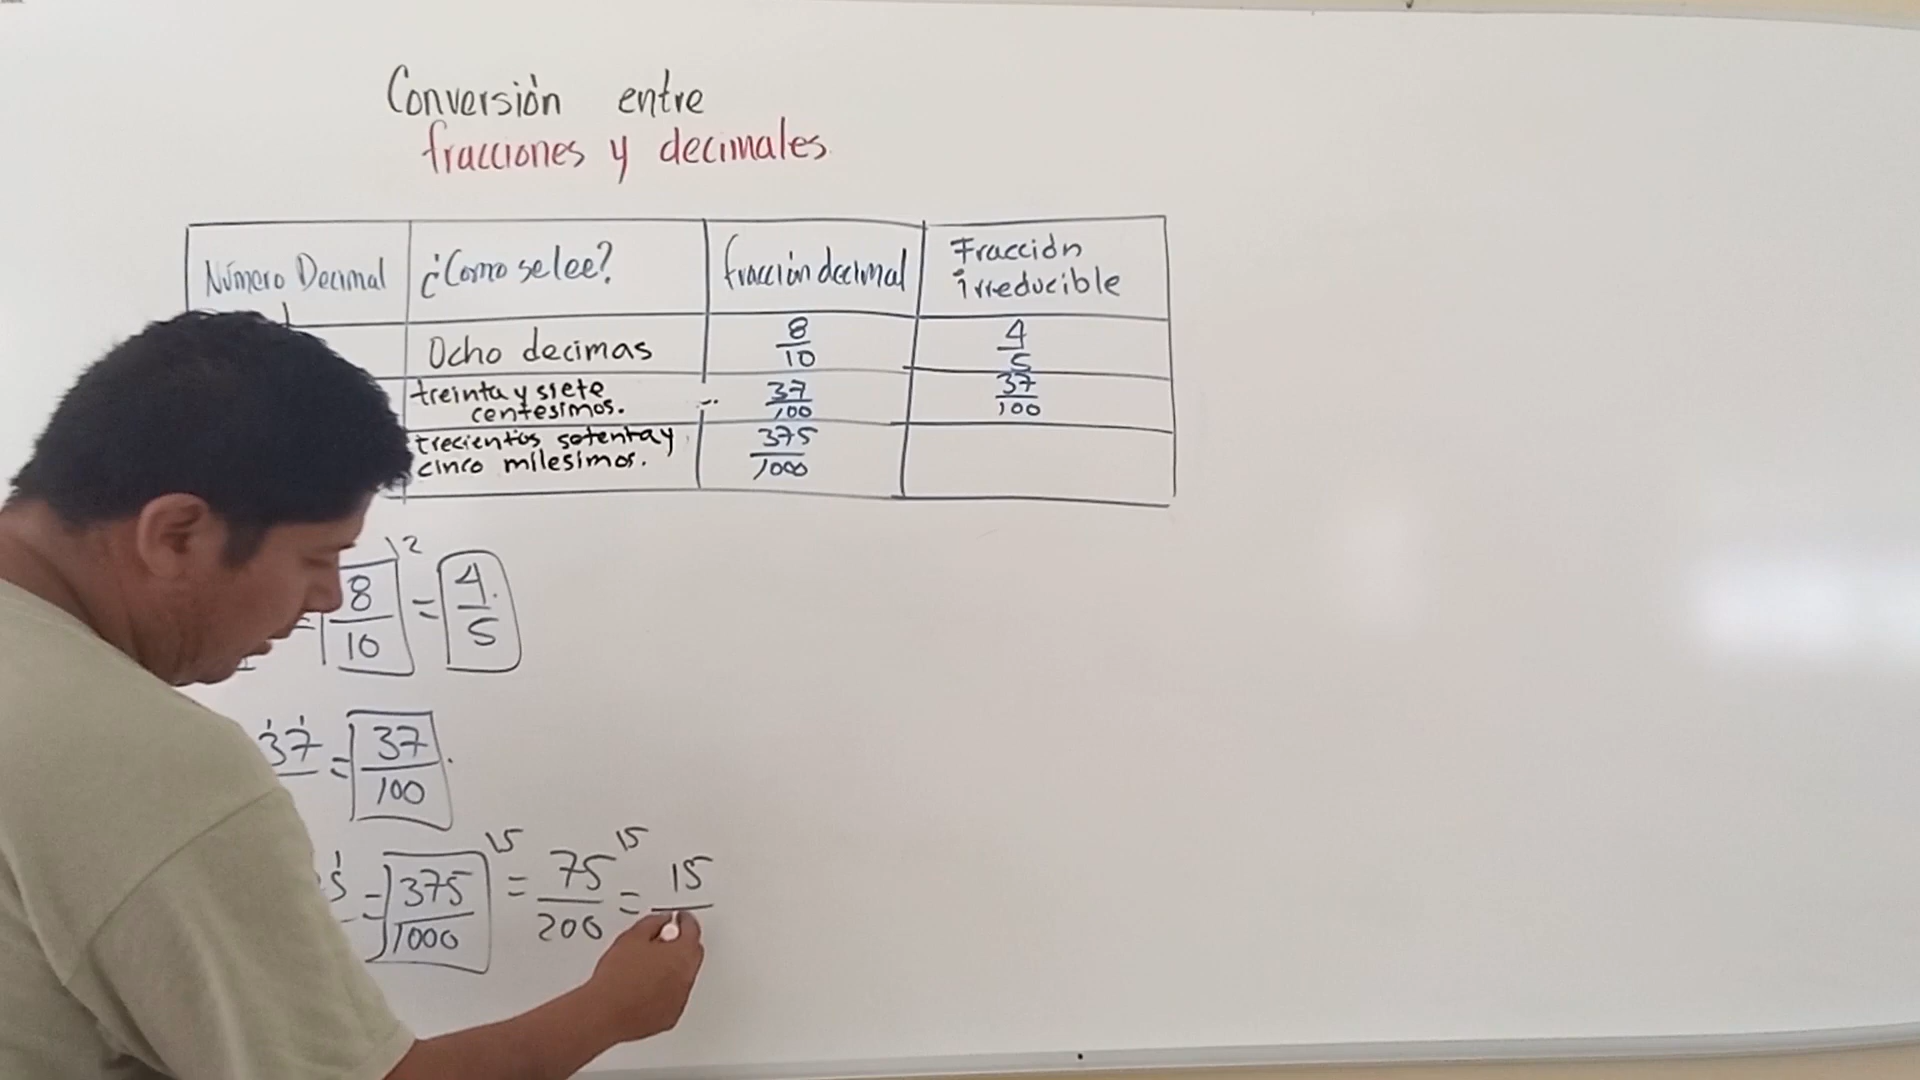 Conversión entre
fracciones y decimales
Número Decimal ¿Como se lee? fracción decimal Fracción irreducible
Ocho decimas 8/10 4/5
treinta y siete centesimos. 37/100 37/100
trecientos setenta y cinco milesimos. 375/1000
= 8/10 \2 = 4/5
37 = 37/100
= 375/1000 \5 = 75/200 \5 = 15